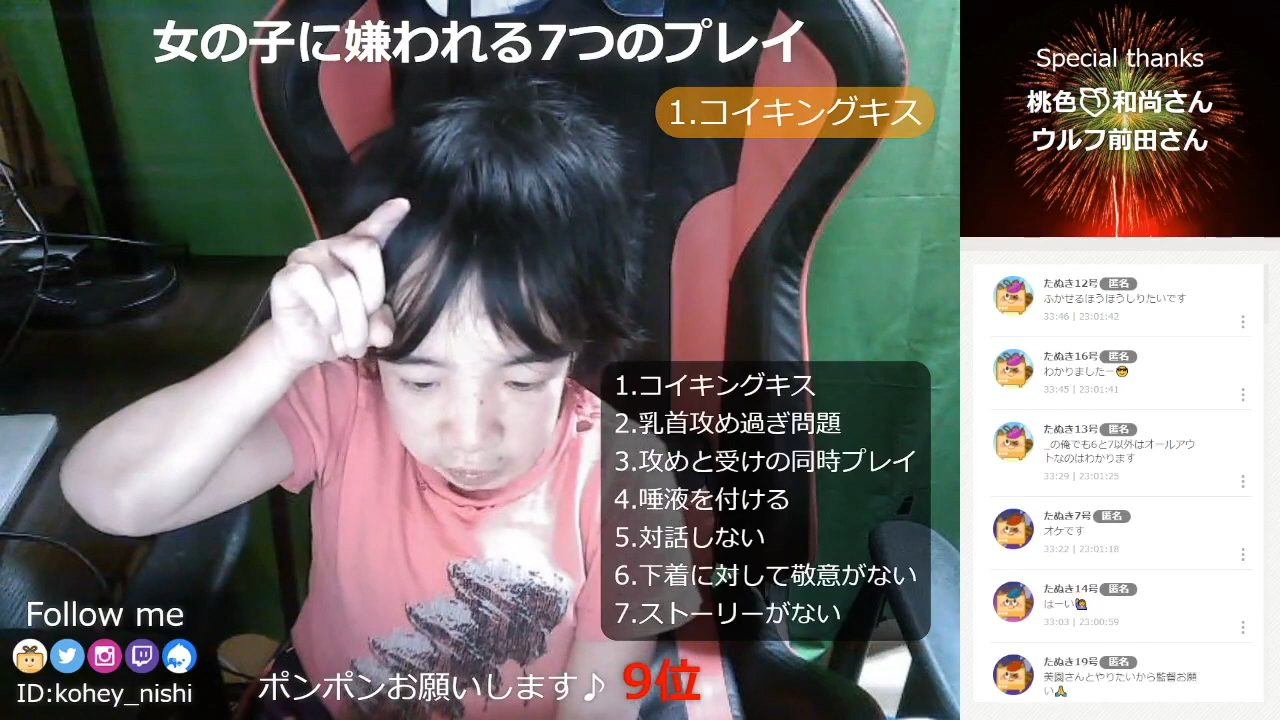 女の子に嫌われる7つのプレイ
1.コイキングキス
1.コイキングキス
2.乳首攻め過ぎ問題
3.攻めと受けの同時プレイ
4.唾液を付ける
5.対話しない
6.下着に対して敬意がない
7.ストーリーがない
Follow me
ID:kohey_nishi
ポンポンお願いします♪ 9位
Special thanks
桃色🍑和尚さん
ウルフ前田さん
たぬき12号 匿名
ふかせるほうほうしりたいです
33:46 | 23:01:42
たぬき16号 匿名
わかりましたー😎
33:45 | 23:01:41
たぬき13号 匿名
_の俺でも6と7以外はオールアウ
トなのはわかります
33:29 | 23:01:25
たぬき7号 匿名
オケです
33:22 | 23:01:18
たぬき14号 匿名
はーい🙋
33:03 | 23:00:59
たぬき19号 匿名
美園さんとやりたいから監督お願
い🙏